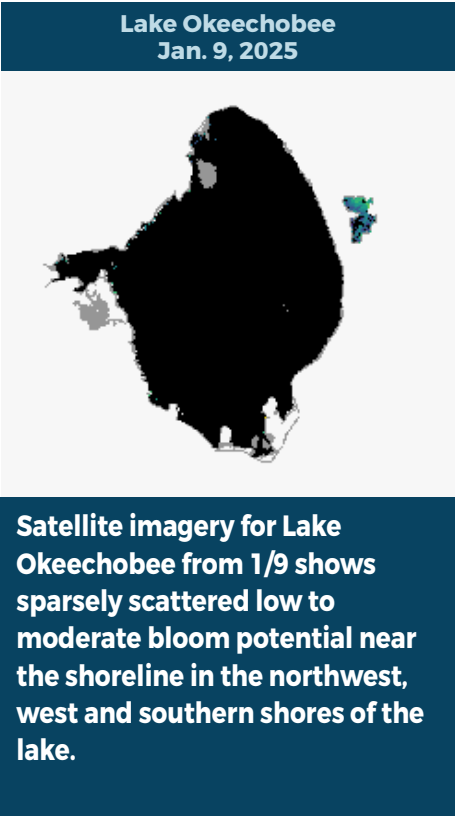 Lake Okeechobee
Jan. 9, 2025
Satellite imagery for Lake
Okeechobee from 1/9 shows
sparsely scattered low to
moderate bloom potential near
the shoreline in the northwest,
west and southern shores of the
lake.